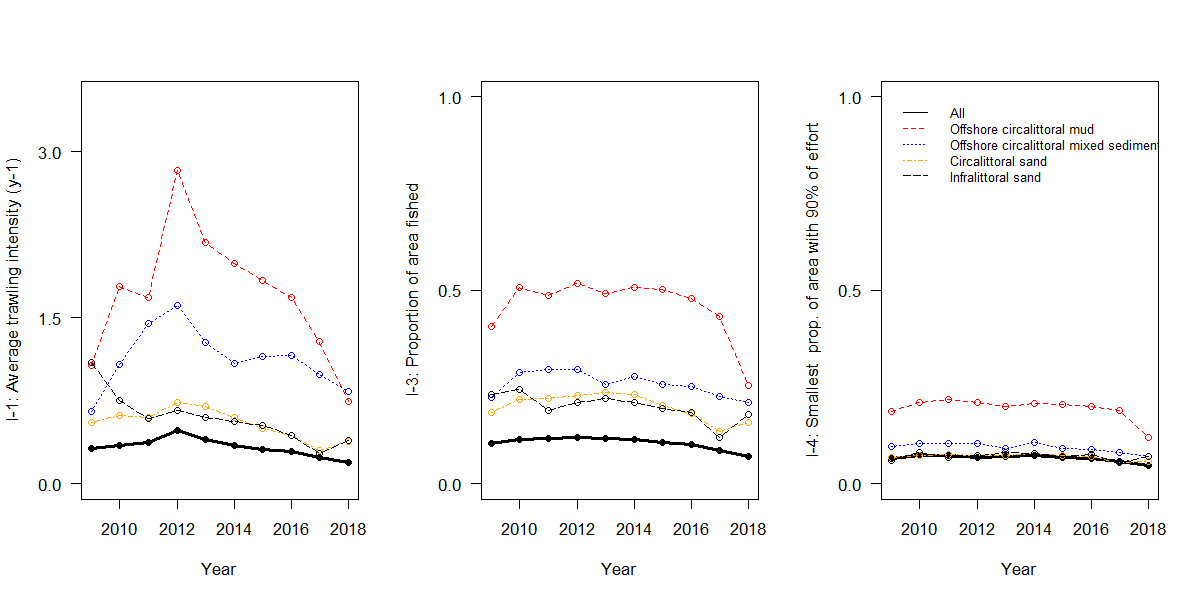 I-1: Average trawling intensity (y-1)
3.0
1.5
0.0
2010 2012 2014 2016 2018
Year
I-3: Proportion of area fished
1.0
0.5
0.0
2010 2012 2014 2016 2018
Year
I-4: Smallest prop. of area with 90% of effort
1.0
0.5
0.0
All
Offshore circalittoral mud
Offshore circalittoral mixed sediment
Circalittoral sand
Infralittoral sand
2010 2012 2014 2016 2018
Year